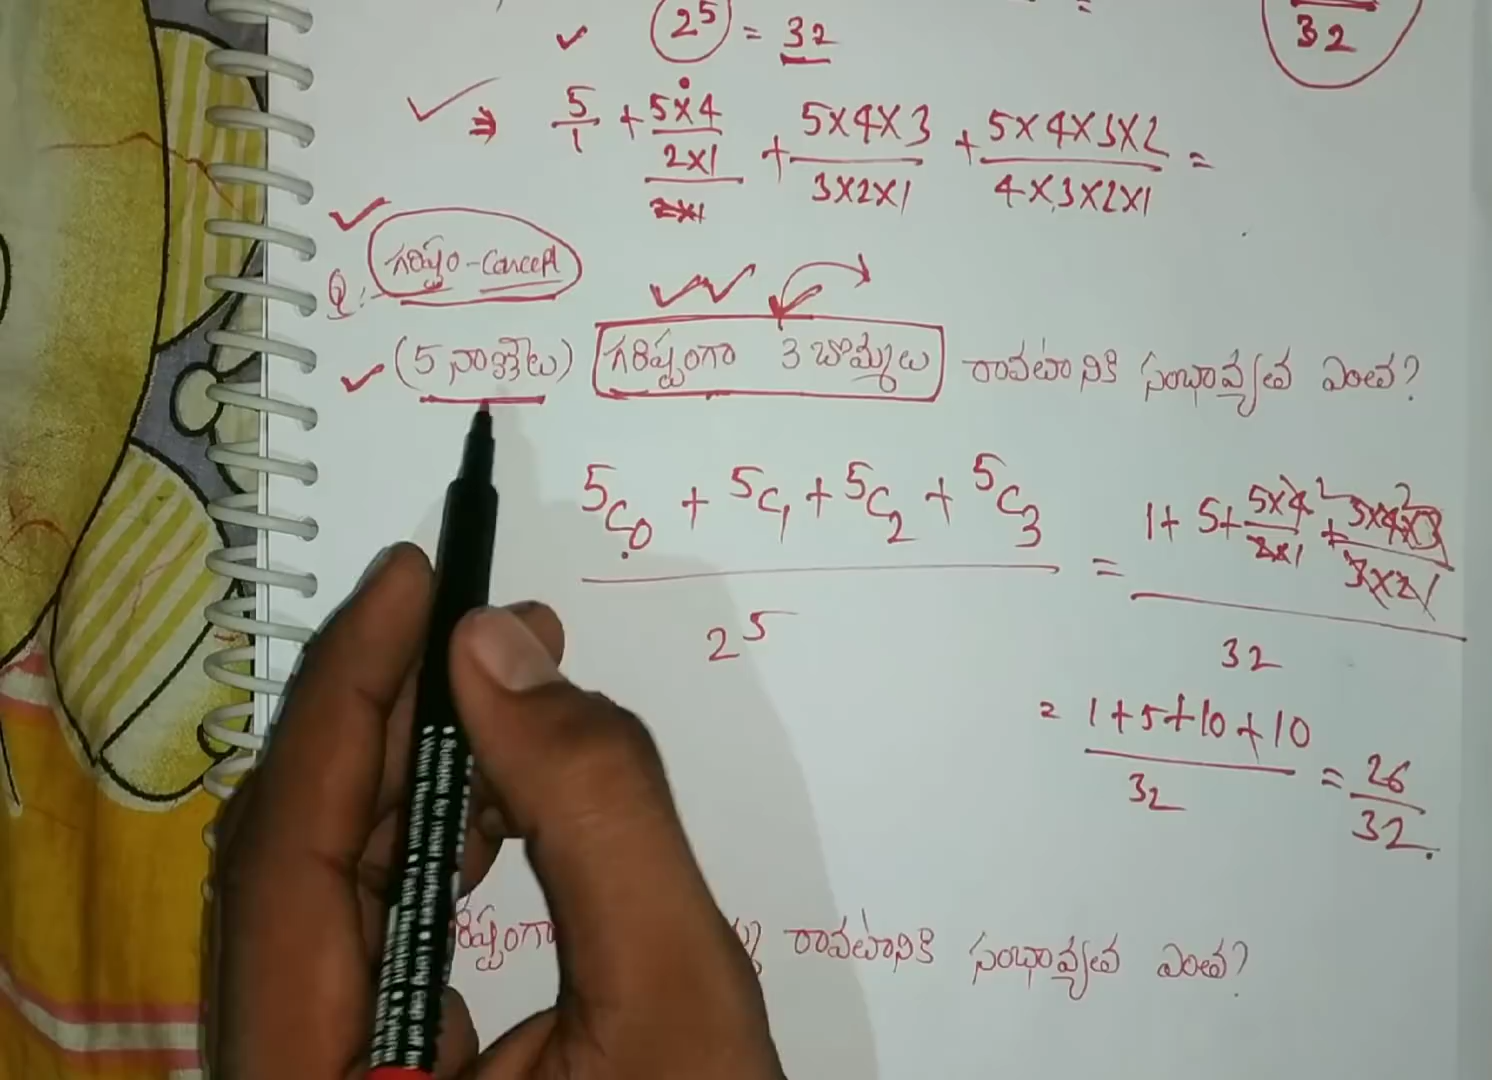 2⁵ = 32
32
⇒ 5/1 + 5×4/2×1 + 5×4×3/3×2×1 + 5×4×3×2/4×3×2×1 =
2×1
Q: గరిష్టం - Concept
(5 నాణేలు) గరిష్టంగా 3 బొమ్మలు రావటానికి సంభావ్యత ఎంత?
⁵C₀ + ⁵C₁ + ⁵C₂ + ⁵C₃ / 2⁵ = 1 + 5 + 5×4/2×1 + 5×4×3/3×2×1 / 32
= 1+5+10+10 / 32 = 26/32.
రావటానికి సంభావ్యత ఎంత?